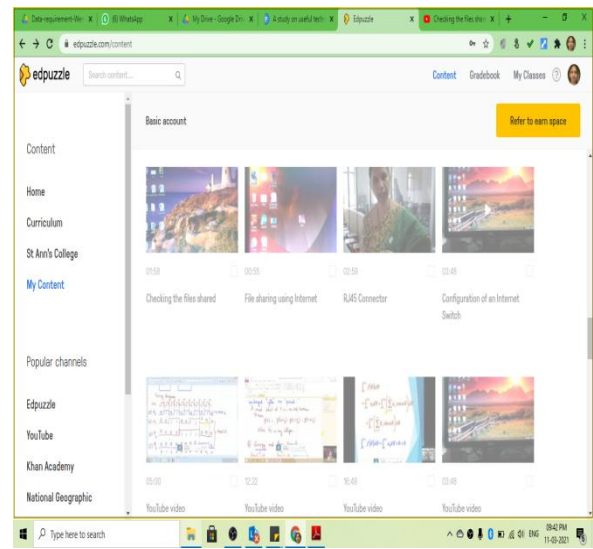 Data-requirement-Wer
(6) WhatsApp
My Drive - Google Dri
A study on useful tech
Edpuzzle
Checking the files share
edpuzzle.com/content
edpuzzle
Search content...
Content
Gradebook
My Classes
Basic account
Refer to earn space
Content
Home
Curriculum
St Ann's College
My Content
Popular channels
Edpuzzle
YouTube
Khan Academy
National Geographic
01:58
00:55
02:59
03:46
Checking the files shared
File sharing using Internet
RJ45 Connector
Configuration of an Internet
Switch
05:00
12:22
16:48
03:46
YouTube video
YouTube video
YouTube video
YouTube video
Type here to search
ENG
09:42 PM
11-03-2021